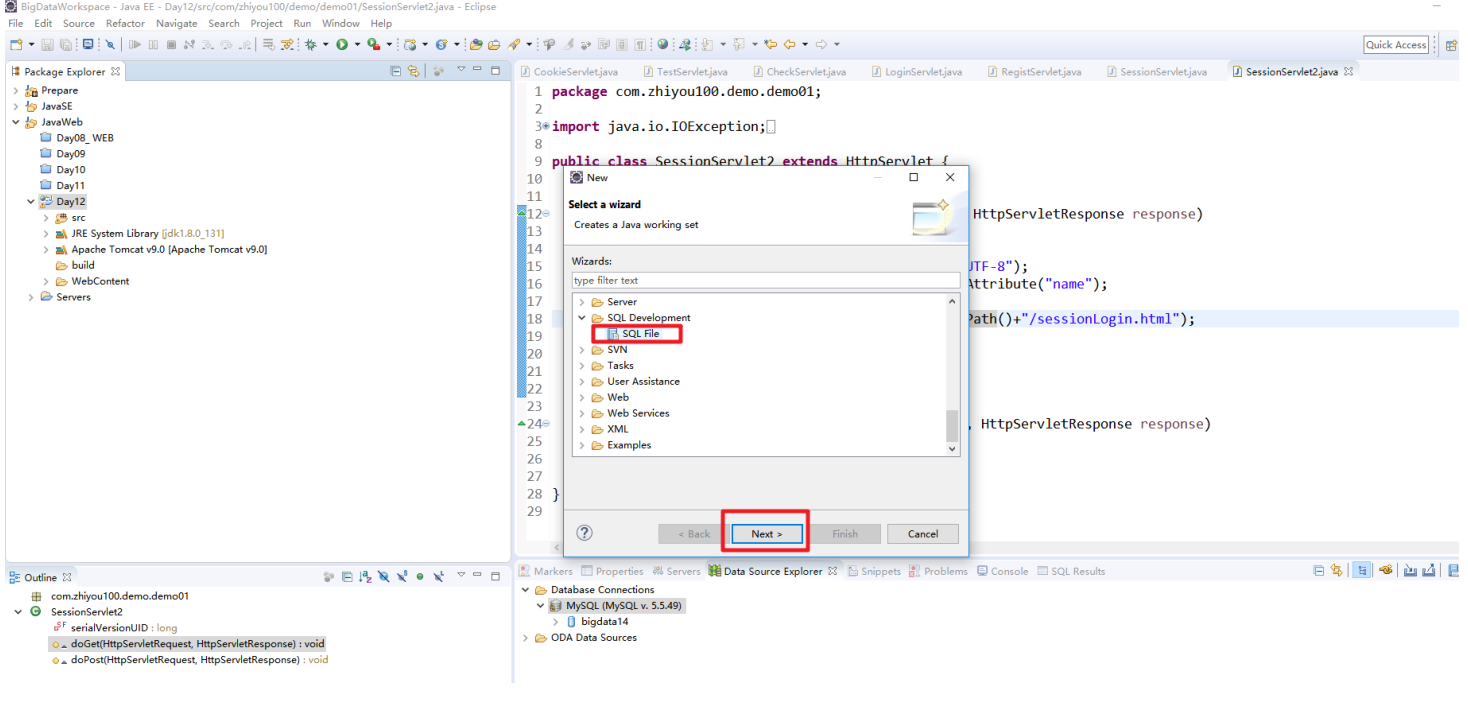 BigDataWorkspace - Java EE - Day12/src/com/zhiyou100/demo/demo01/SessionServlet2.java - Eclipse
File Edit Source Refactor Navigate Search Project Run Window Help
Quick Access
Package Explorer
Prepare
JavaSE
JavaWeb
Day08_WEB
Day09
Day10
Day11
Day12
src
JRE System Library [jdk1.8.0_131]
Apache Tomcat v9.0 [Apache Tomcat v9.0]
build
WebContent
Servers
CookieServlet.java TestServlet.java CheckServlet.java LoginServlet.java RegistServlet.java SessionServlet.java SessionServlet2.java
1 package com.zhiyou100.demo.demo01;
2
3 import java.io.IOException;
8
9 public class SessionServlet2 extends HttpServlet {
10
11
12 HttpServletResponse response)
13
14
15 UTF-8");
16 Attribute("name");
17
18 Path()+"/sessionLogin.html");
19
20
21
22
23
24 , HttpServletResponse response)
25
26
27
28 }
29
New
Select a wizard
Creates a Java working set
Wizards:
type filter text
Server
SQL Development
SQL File
SVN
Tasks
User Assistance
Web
Web Services
XML
Examples
< Back Next > Finish Cancel
Outline
com.zhiyou100.demo.demo01
SessionServlet2
serialVersionUID : long
doGet(HttpServletRequest, HttpServletResponse) : void
doPost(HttpServletRequest, HttpServletResponse) : void
Markers Properties Servers Data Source Explorer Snippets Problems Console SQL Results
Database Connections
MySQL (MySQL v. 5.5.49)
bigdata14
ODA Data Sources